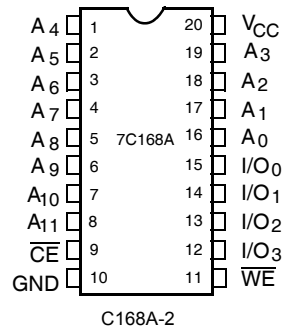 A4 1 20 VCC
A5 2 19 A3
A6 3 18 A2
A7 4 17 A1
A8 5 7C168A 16 A0
A9 6 15 I/O0
A10 7 14 I/O1
A11 8 13 I/O2
CE 9 12 I/O3
GND 10 11 WE
C168A-2